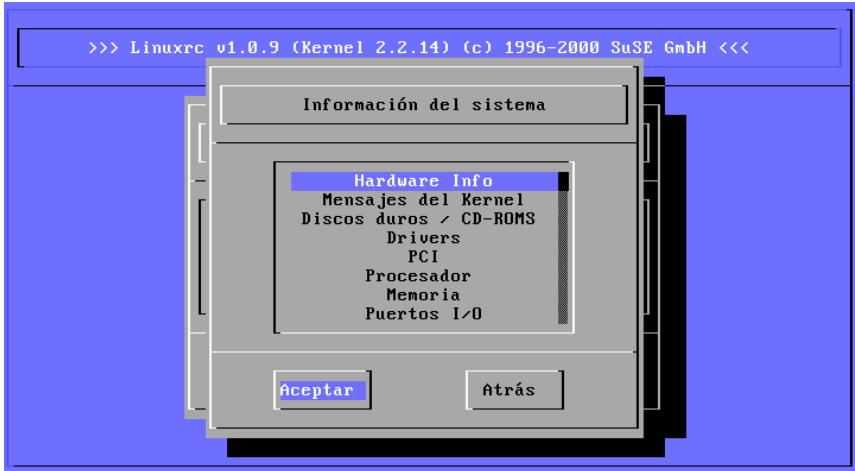 >>> Linuxrc v1.0.9 (Kernel 2.2.14) (c) 1996-2000 SuSE GmbH <<<
Información del sistema
Hardware Info
Mensajes del Kernel
Discos duros / CD-ROMS
Drivers
PCI
Procesador
Memoria
Puertos I/O
Aceptar Atrás